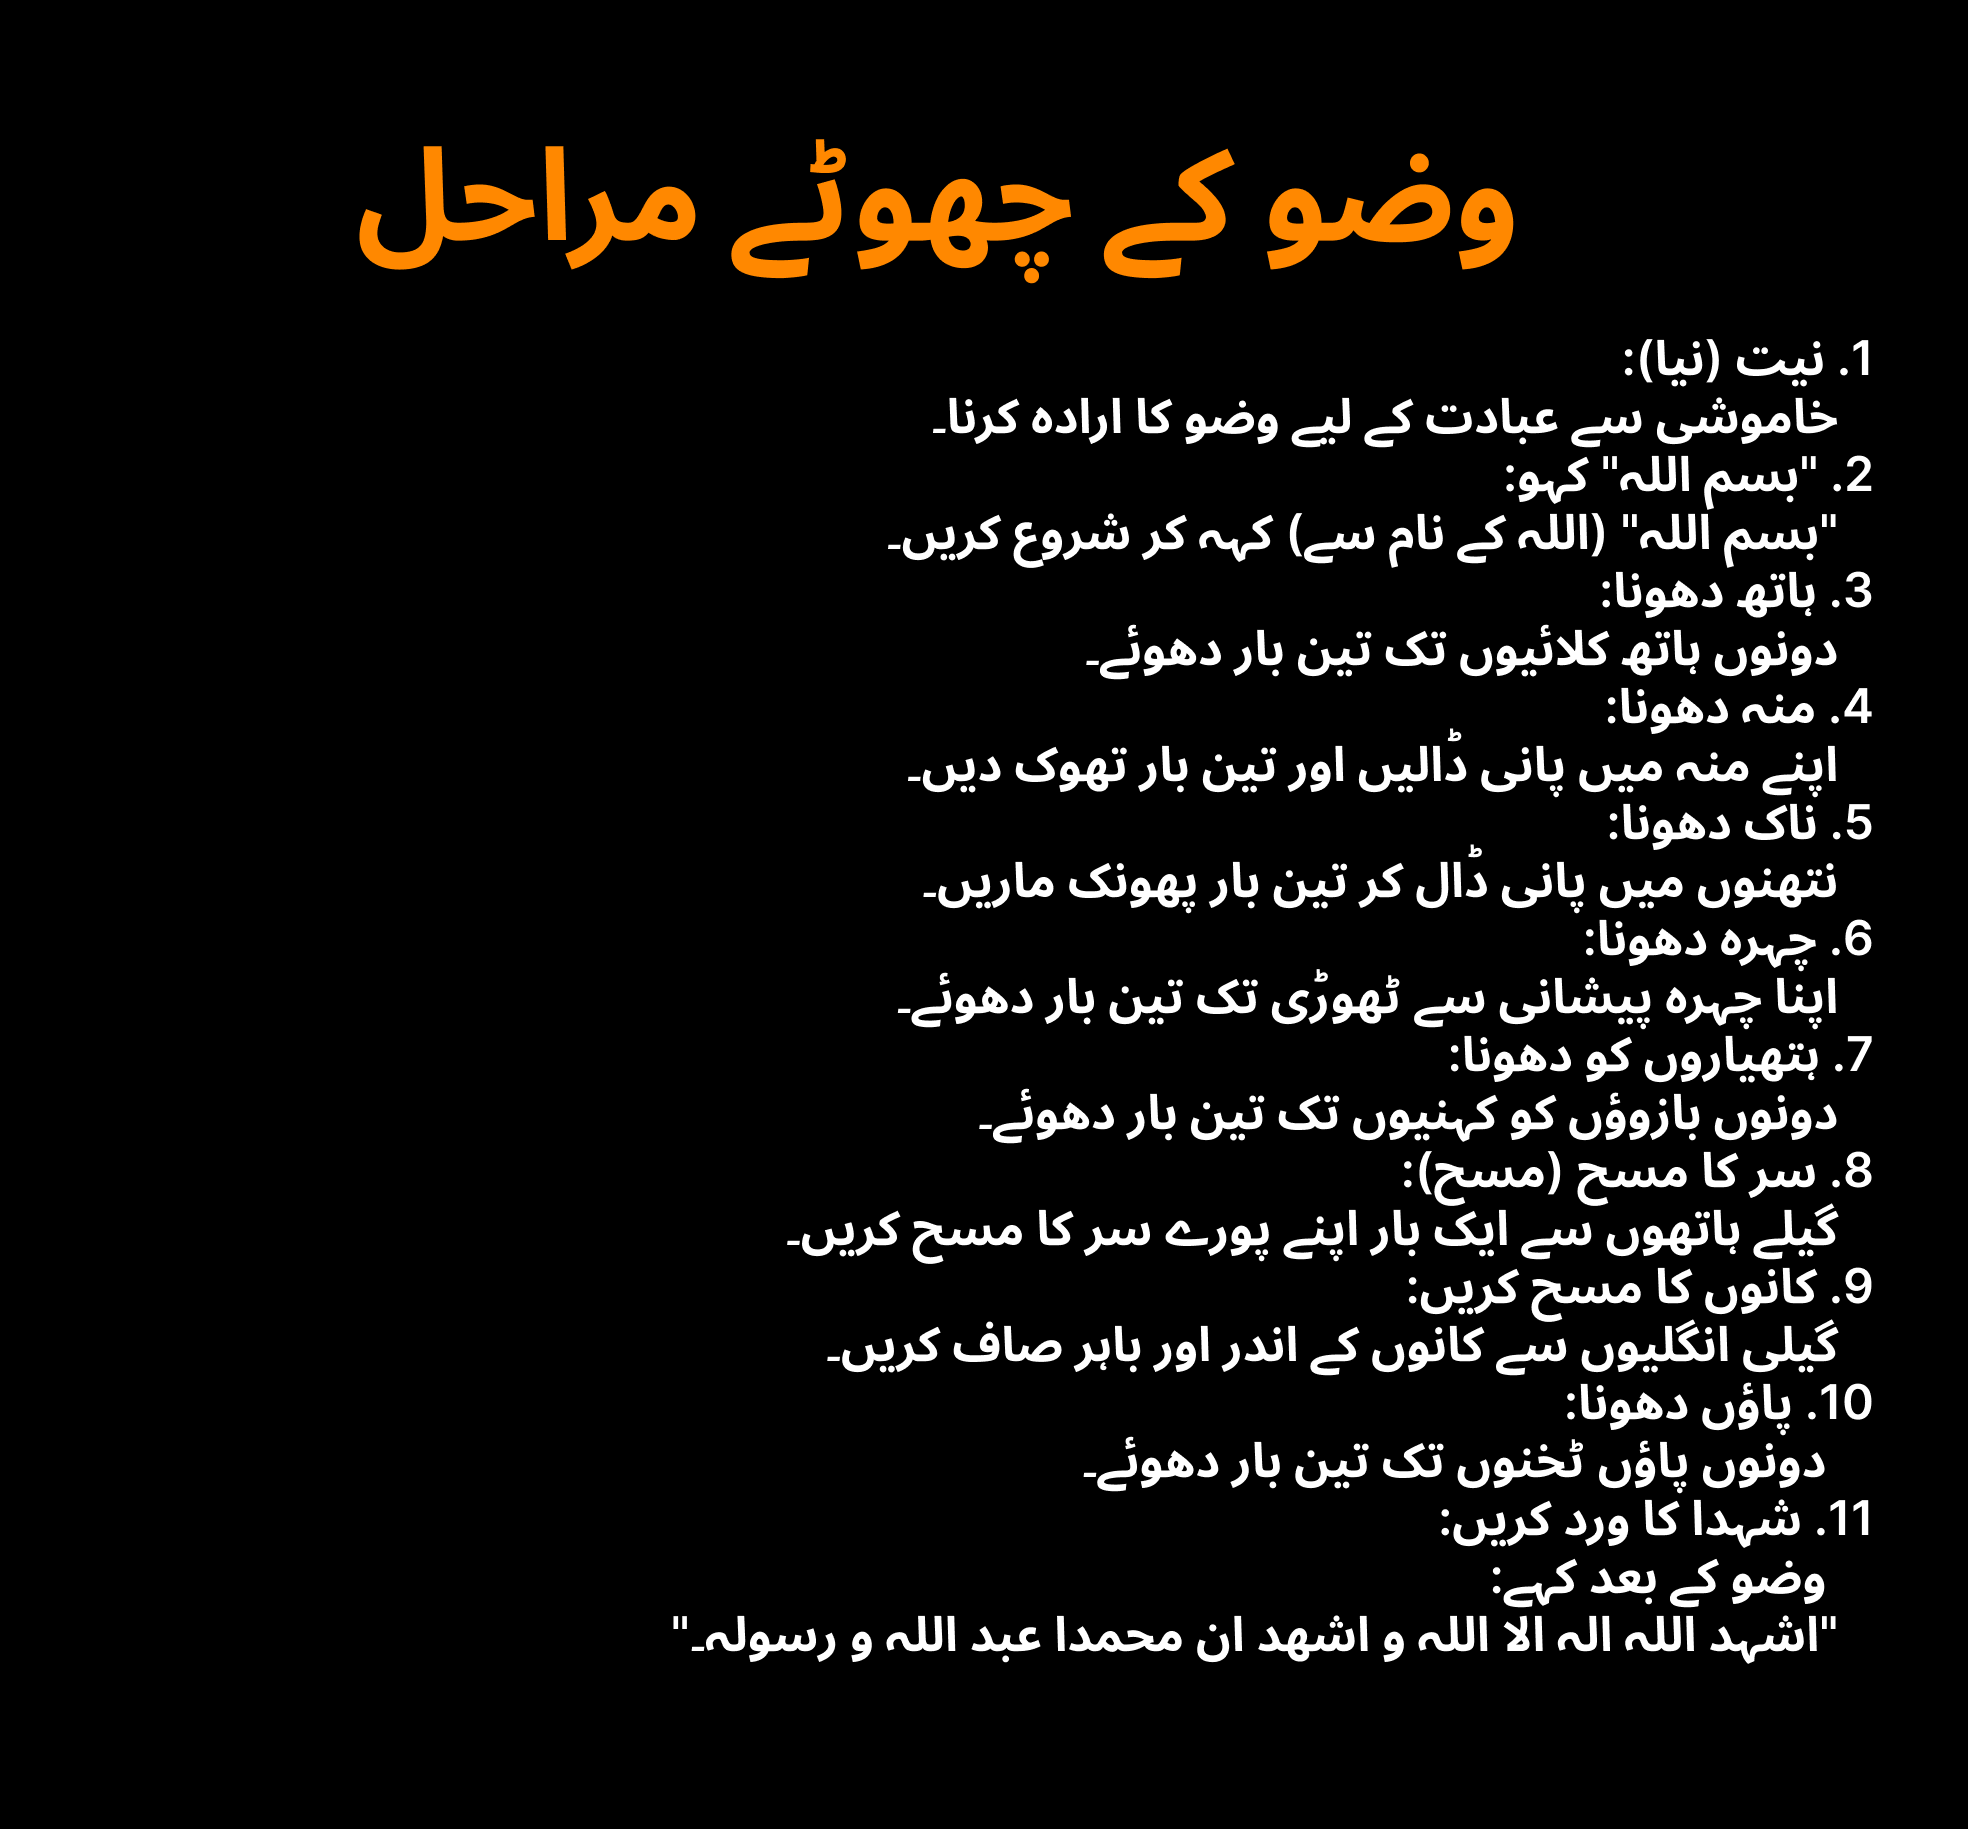 وضو کے چھوٹے مراحل
1. نیت (نیا):
خاموشی سے عبادت کے لیے وضو کا ارادہ کرنا۔
2. "بسم اللہ" کہو:
"بسم اللہ" (اللہ کے نام سے) کہہ کر شروع کریں۔
3. ہاتھ دھونا:
دونوں ہاتھ کلائیوں تک تین بار دھوئے۔
4. منہ دھونا:
اپنے منہ میں پانی ڈالیں اور تین بار تھوک دیں۔
5. ناک دھونا:
نتھنوں میں پانی ڈال کر تین بار پھونک ماریں۔
6. چہرہ دھونا:
اپنا چہرہ پیشانی سے ٹھوڑی تک تین بار دھوئے۔
7. ہتھیاروں کو دھونا:
دونوں بازوؤں کو کہنیوں تک تین بار دھوئے۔
8. سر کا مسح (مسح):
گیلے ہاتھوں سے ایک بار اپنے پورے سر کا مسح کریں۔
9. کانوں کا مسح کریں:
گیلی انگلیوں سے کانوں کے اندر اور باہر صاف کریں۔
10. پاؤں دھونا:
دونوں پاؤں ٹخنوں تک تین بار دھوئے۔
11. شہدا کا ورد کریں:
وضو کے بعد کہے:
"اشہد اللہ الہ الا اللہ و اشھد ان محمدا عبد اللہ و رسولہ۔"